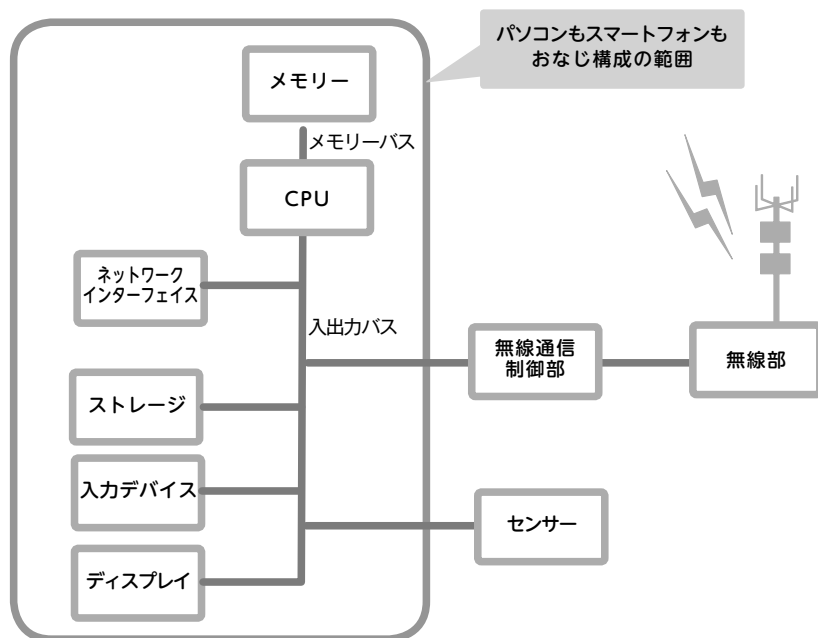 パソコンもスマートフォンも
おなじ構成の範囲
メモリー
メモリーバス
CPU
ネットワーク
インターフェイス
入出力バス
無線通信
制御部
無線部
ストレージ
入力デバイス
センサー
ディスプレイ